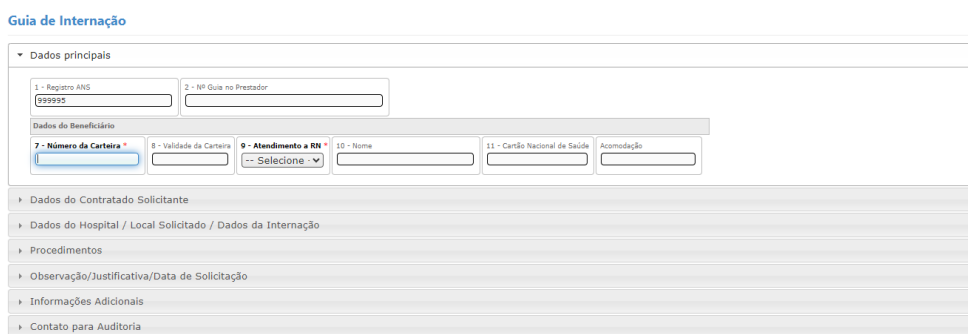 Guia de Internação
Dados principais
1 - Registro ANS
999995
2 - Nº Guia no Prestador
Dados do Beneficiário
7 - Número da Carteira *
8 - Validade da Carteira
9 - Atendimento a RN *
-- Selecione -
10 - Nome
11 - Cartão Nacional de Saúde
Acomodação
Dados do Contratado Solicitante
Dados do Hospital / Local Solicitado / Dados da Internação
Procedimentos
Observação/Justificativa/Data de Solicitação
Informações Adicionais
Contato para Auditoria